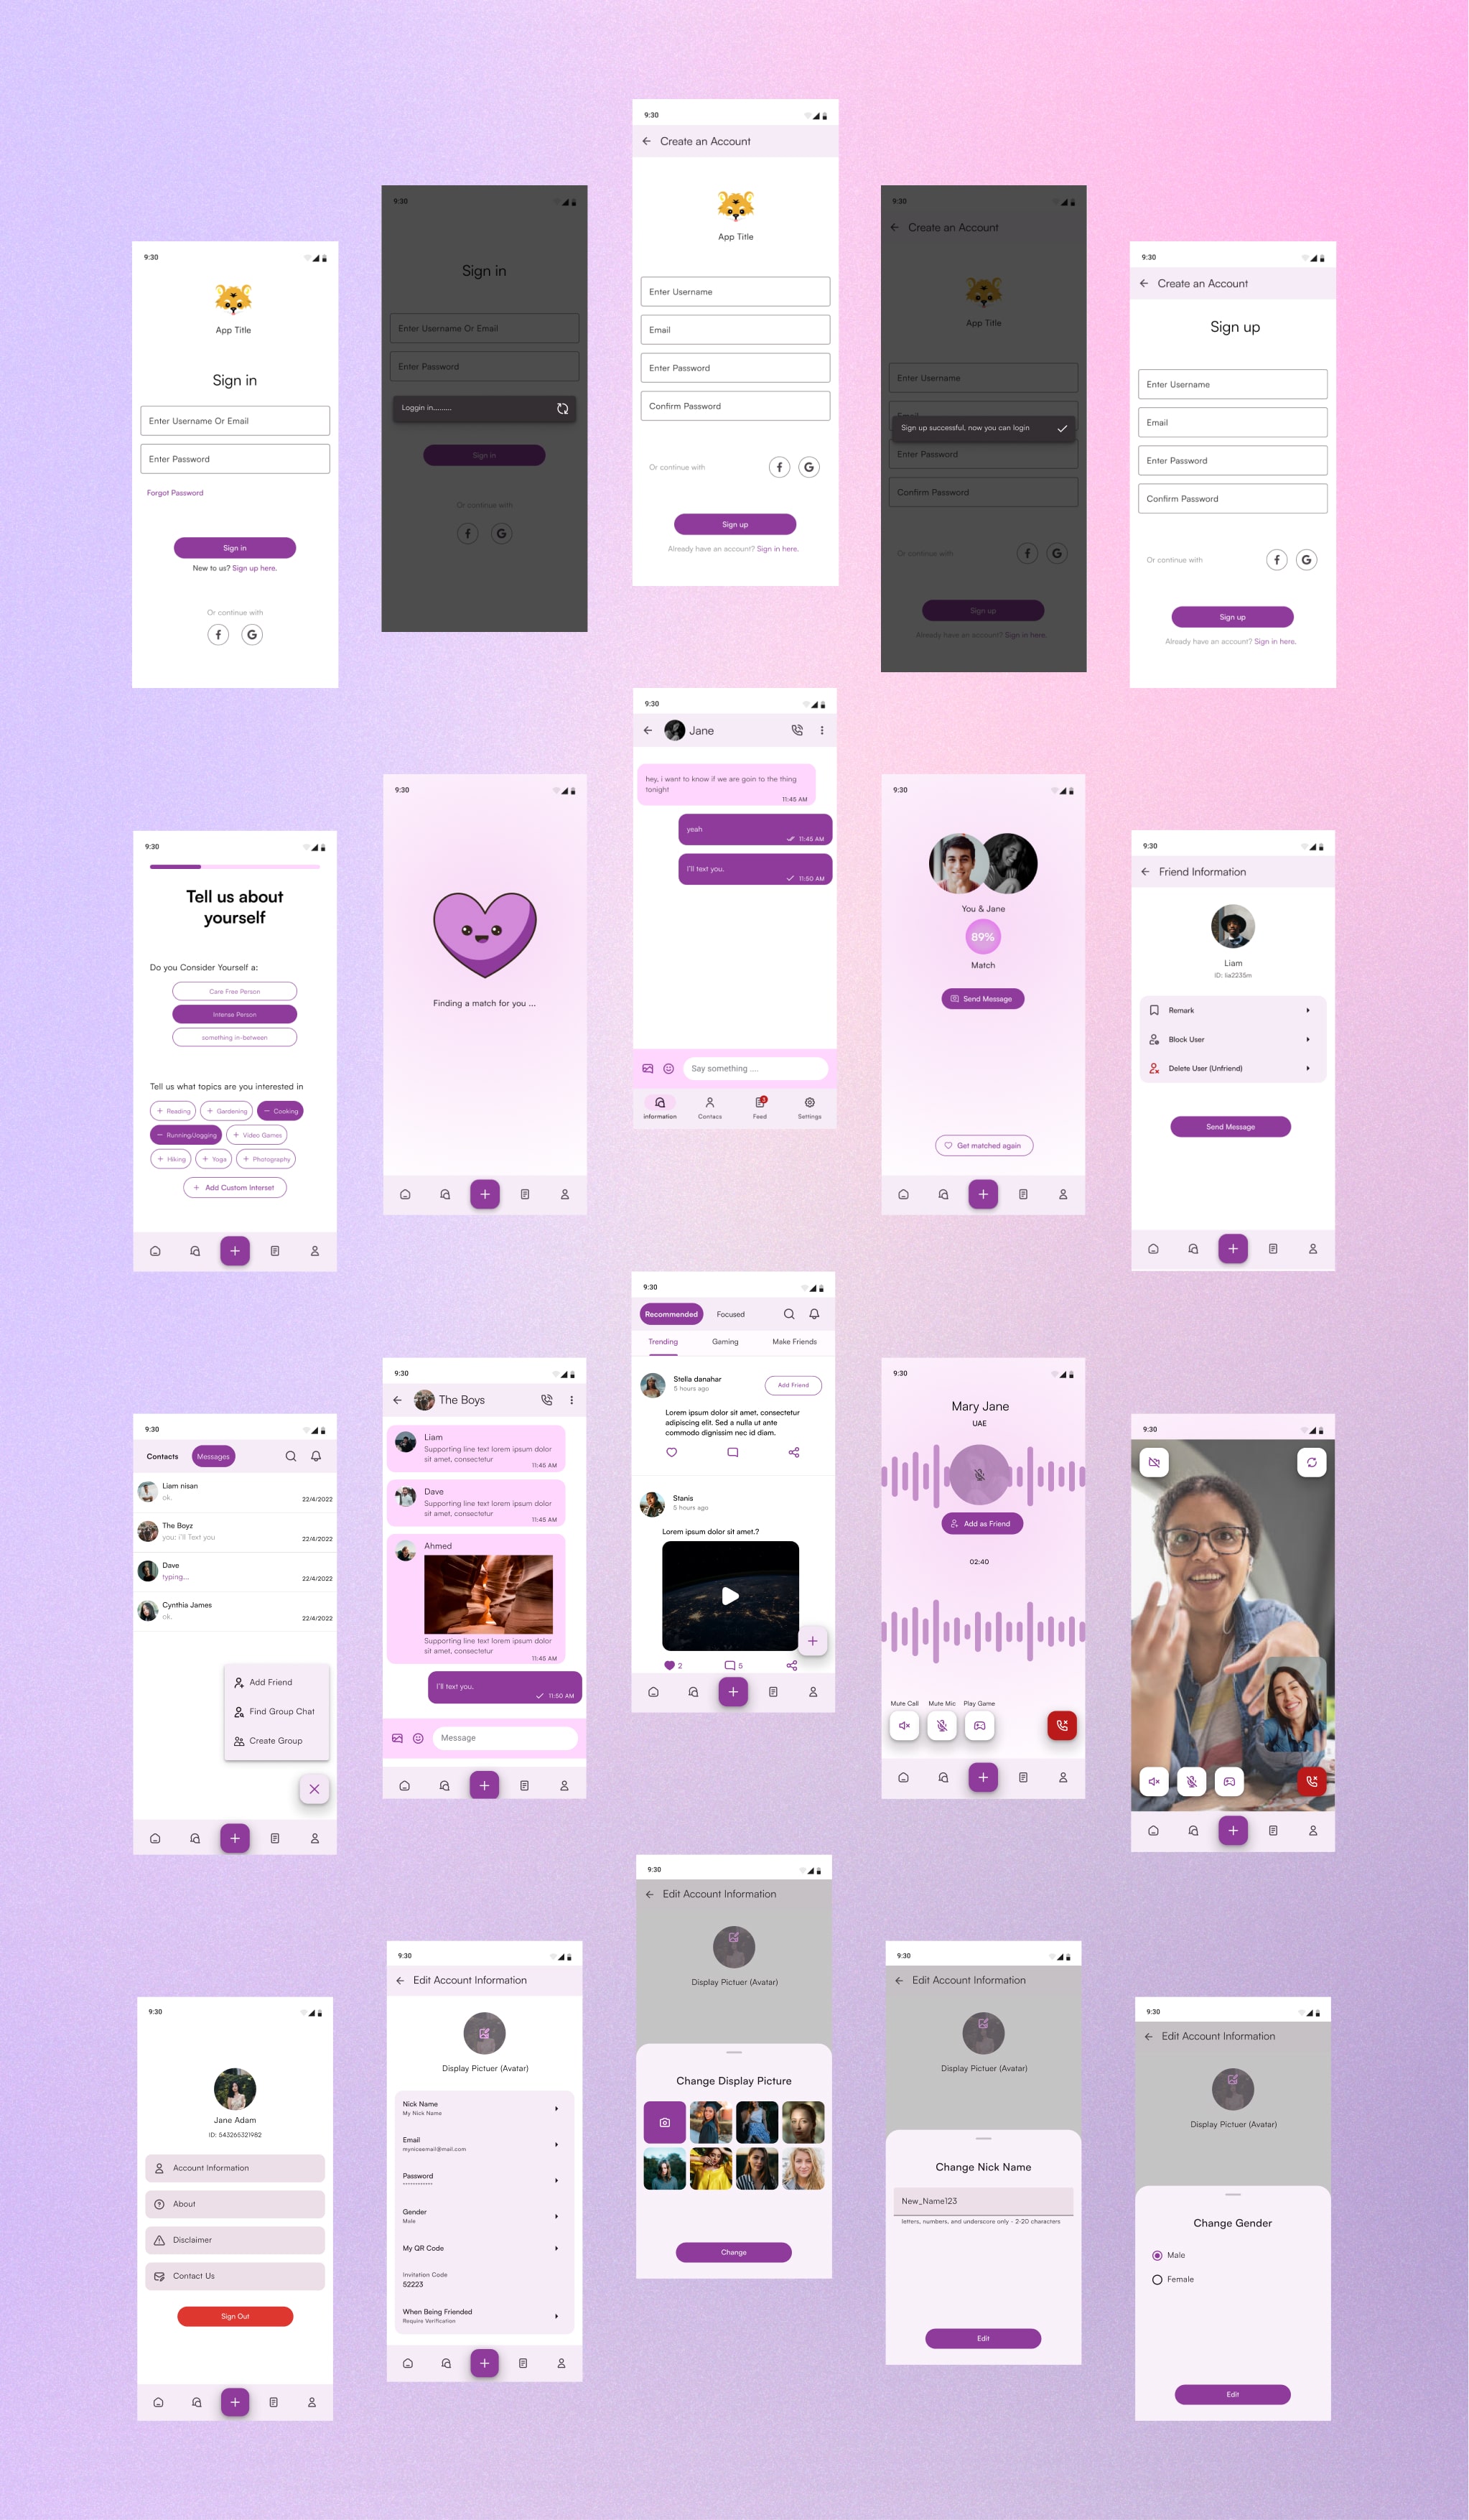 9:30
App Title
Sign in
Enter Username Or Email
Enter Password
Forgot Password
Sign in
New to us? Sign up here.
Or continue with
9:30
Sign in
Enter Username Or Email
Enter Password
Loggin in.........
Sign in
Or continue with
9:30
Create an Account
App Title
Enter Username
Email
Enter Password
Confirm Password
Or continue with
Sign up
Already have an account? Sign in here.
9:30
Create an Account
App Title
Enter Username
Email
Sign up successful, now you can login
Enter Password
Confirm Password
Or continue with
Sign up
Already have an account? Sign in here.
9:30
Create an Account
Sign up
Enter Username
Email
Enter Password
Confirm Password
Or continue with
Sign up
Already have an account? Sign in here.
9:30
Tell us about
yourself
Do you Consider Yourself a:
Care Free Person
Intense Person
something in-between
Tell us what topics are you interested in
Reading
Gardening
Cooking
Running/Jogging
Video Games
Hiking
Yoga
Photography
Add Custom Interset
9:30
Finding a match for you ...
9:30
Jane
hey, i want to know if we are goin to the thing
tonight
11:45 AM
yeah
11:45 AM
I'll text you.
11:50 AM
Say something ....
information
Contacs
Feed
Settings
9:30
You & Jane
89%
Match
Send Message
Get matched again
9:30
Friend Information
Liam
ID: lia2235m
Remark
Block User
Delete User (Unfriend)
Send Message
9:30
Contacts
Messages
Liam nisan
ok.
22/4/2022
The Boyz
you: i'll Text you
22/4/2022
Dave
typing...
22/4/2022
Cynthia James
ok.
22/4/2022
Add Friend
Find Group Chat
Create Group
9:30
The Boys
Liam
Supporting line text lorem ipsum dolor
sit amet, consectetur
11:45 AM
Dave
Supporting line text lorem ipsum dolor
sit amet, consectetur
11:45 AM
Ahmed
Supporting line text lorem ipsum dolor
sit amet, consectetur
11:45 AM
I'll text you.
11:50 AM
Message
9:30
Recommended
Focused
Trending
Gaming
Make Friends
Stella danahar
5 hours ago
Add Friend
Lorem ipsum dolor sit amet, consectetur
adipiscing elit. Sed a nulla ut ante
commodo dignissim nec id diam.
Stanis
5 hours ago
Lorem ipsum dolor sit amet.?
2
5
9:30
Mary Jane
UAE
Add as Friend
02:40
Mute Call
Mute Mic
Play Game
9:30
9:30
Jane Adam
ID: 543265321982
Account Information
About
Disclaimer
Contact Us
Sign Out
9:30
Edit Account Information
Display Pictuer (Avatar)
Nick Name
My Nick Name
Email
myniceemail@mail.com
Password
Gender
Male
My QR Code
Invitation Code
52223
When Being Friended
Require Verification
9:30
Edit Account Information
Display Pictuer (Avatar)
Change Display Picture
Change
9:30
Edit Account Information
Display Pictuer (Avatar)
Change Nick Name
New_Name123
letters, numbers, and underscore only - 2-20 characters
Edit
9:30
Edit Account Information
Display Pictuer (Avatar)
Change Gender
Male
Female
Edit